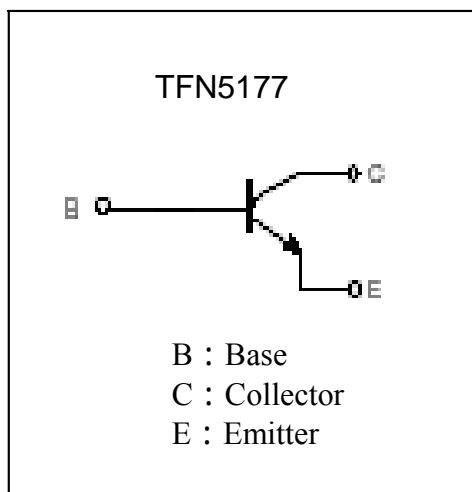 TFN5177
C
B
E
B：Base
C：Collector
E：Emitter